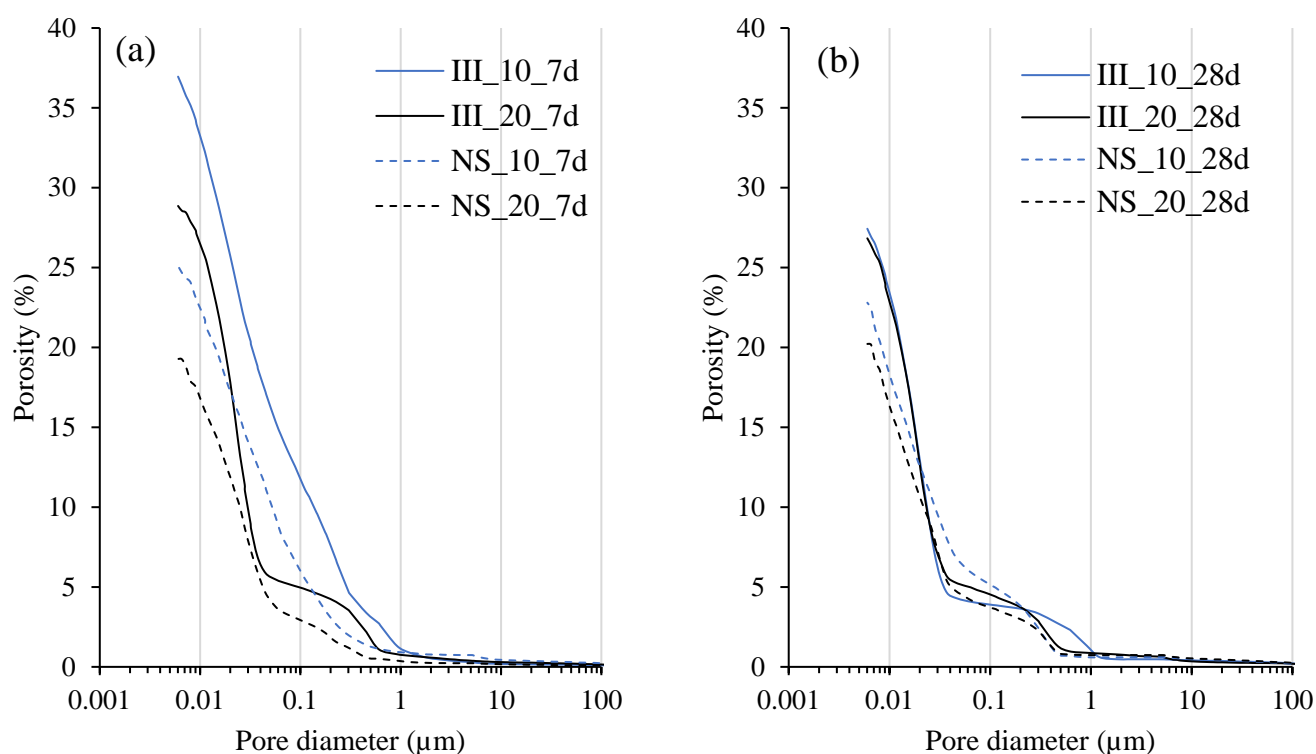 (a)
III_10_7d
III_20_7d
NS_10_7d
NS_20_7d
40
35
30
25
20
15
10
5
0
Porosity (%)
0.001 0.01 0.1 1 10 100
Pore diameter (µm)
(b)
III_10_28d
III_20_28d
NS_10_28d
NS_20_28d
40
35
30
25
20
15
10
5
0
Porosity (%)
0.001 0.01 0.1 1 10 100
Pore diameter (µm)